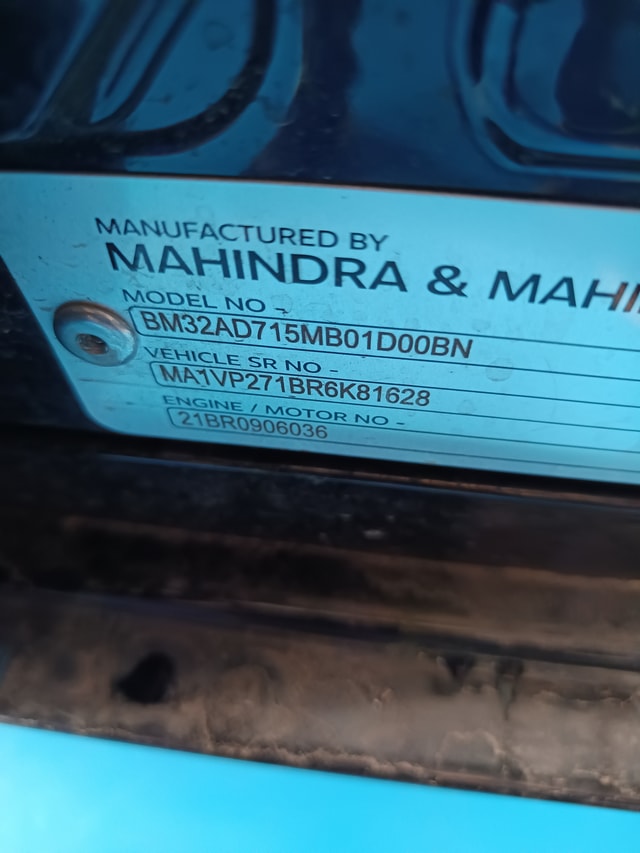 MANUFACTURED BY
MAHINDRA & MAHI
MODEL NO -
BM32AD715MB01D00BN
VEHICLE SR NO -
MA1VP271BR6K81628
ENGINE / MOTOR NO -
21BR0906036